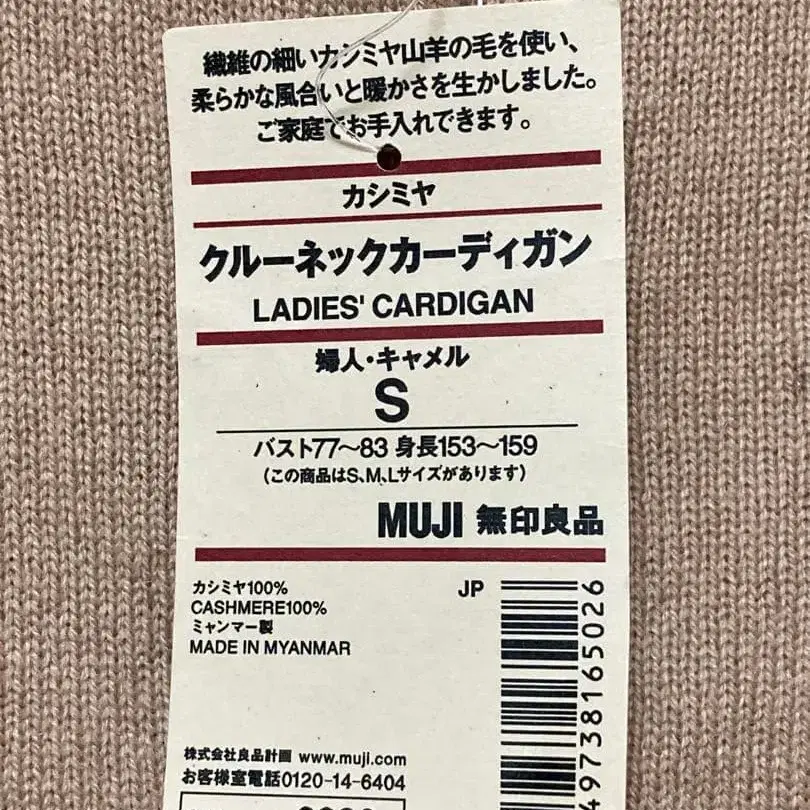 繊維の細いカシミヤ山羊の毛を使い、
柔らかな風合いと暖かさを生かしました。
ご家庭でお手入れできます。
カシミヤ
クルーネックカーディガン
LADIES' CARDIGAN
婦人・キャメル
S
バスト77〜83 身長153〜159
(この商品はS、M、Lサイズがあります)
MUJI 無印良品
カシミヤ100%
CASHMERE100%
ミャンマー製
MADE IN MYANMAR
JP
49738165026
株式会社良品計画 www.muji.com
お客様室電話0120-14-6404